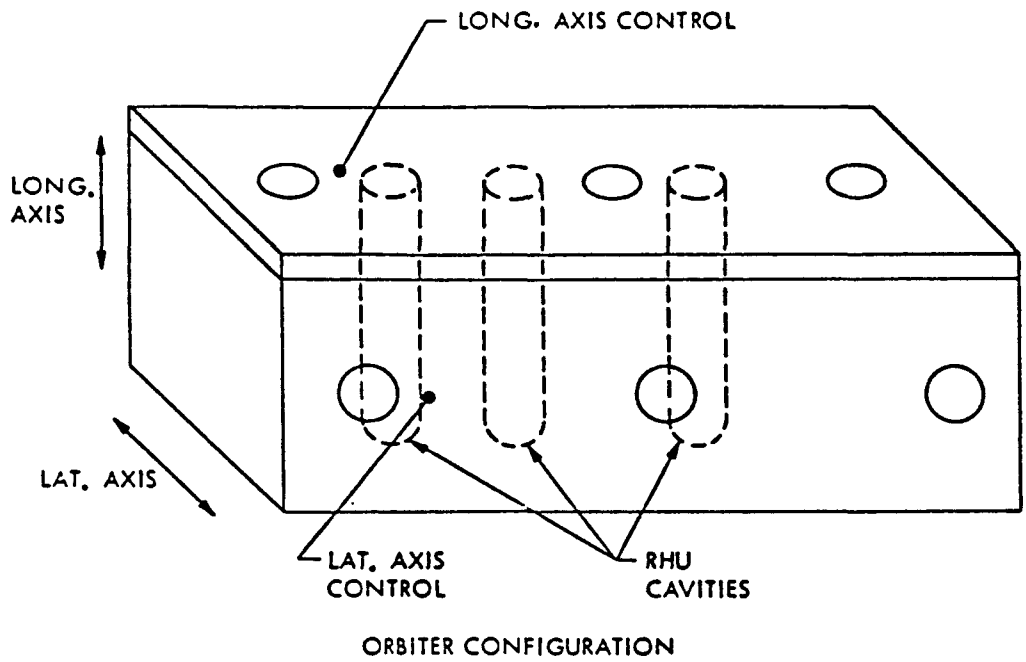 LONG. AXIS CONTROL
LONG.
AXIS
LAT. AXIS
LAT. AXIS
CONTROL
RHU
CAVITIES
ORBITER CONFIGURATION